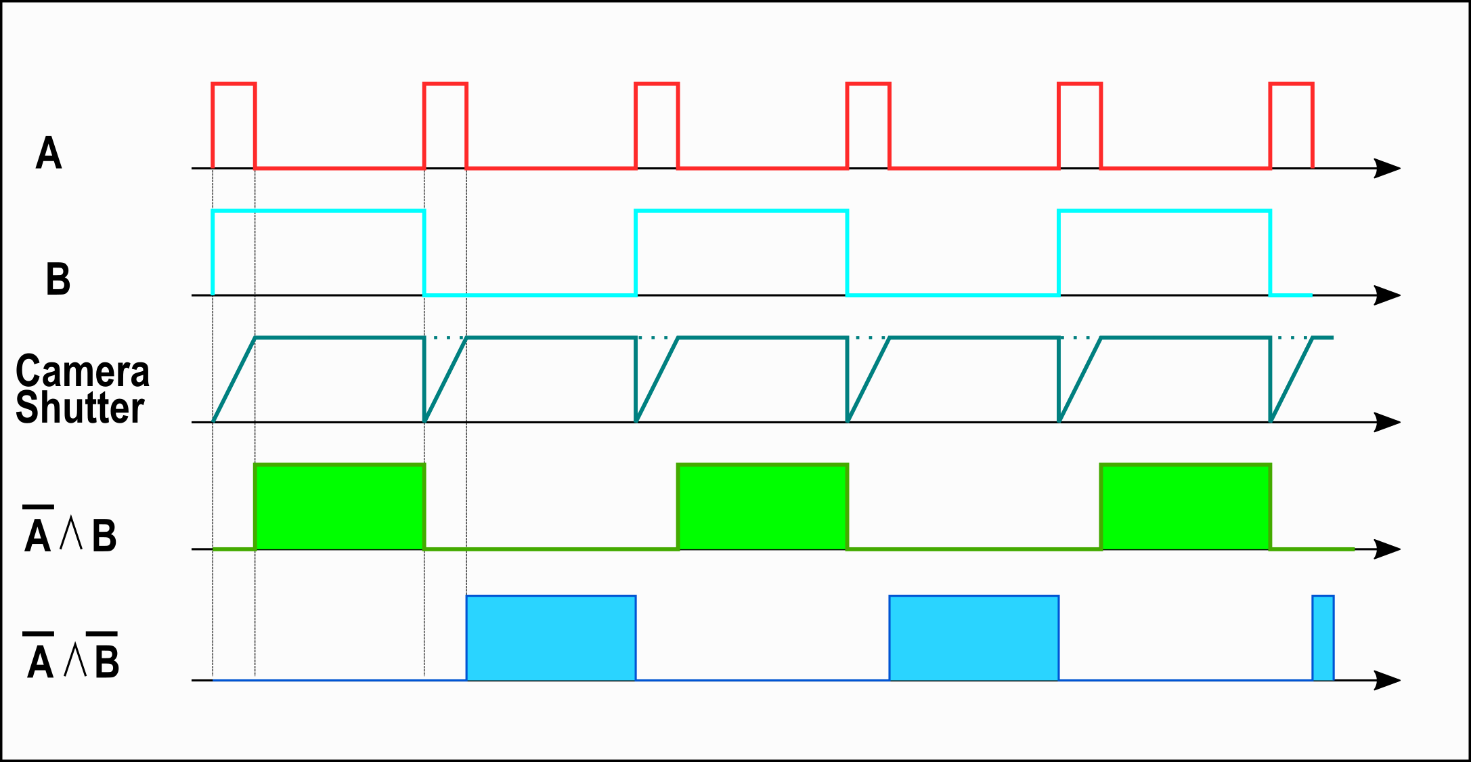 A
B
Camera
Shutter
A̅ ∧ B
A̅ ∧ B̅